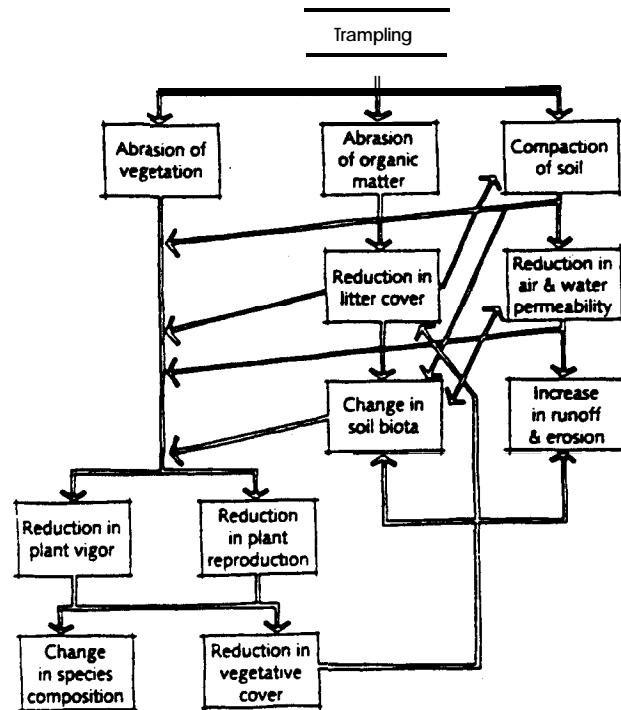 Trampling
Abrasion of
vegetation
Abrasion
of organic
matter
Compaction
of soil
Reduction in
litter cover
Reduction in
air & water
permeability
Change in
soil biota
Increase
in runoff
& erosion
Reduction in
plant vigor
Reduction
in plant
reproduction
Change
in species
composition
Reduction in
vegetative
cover